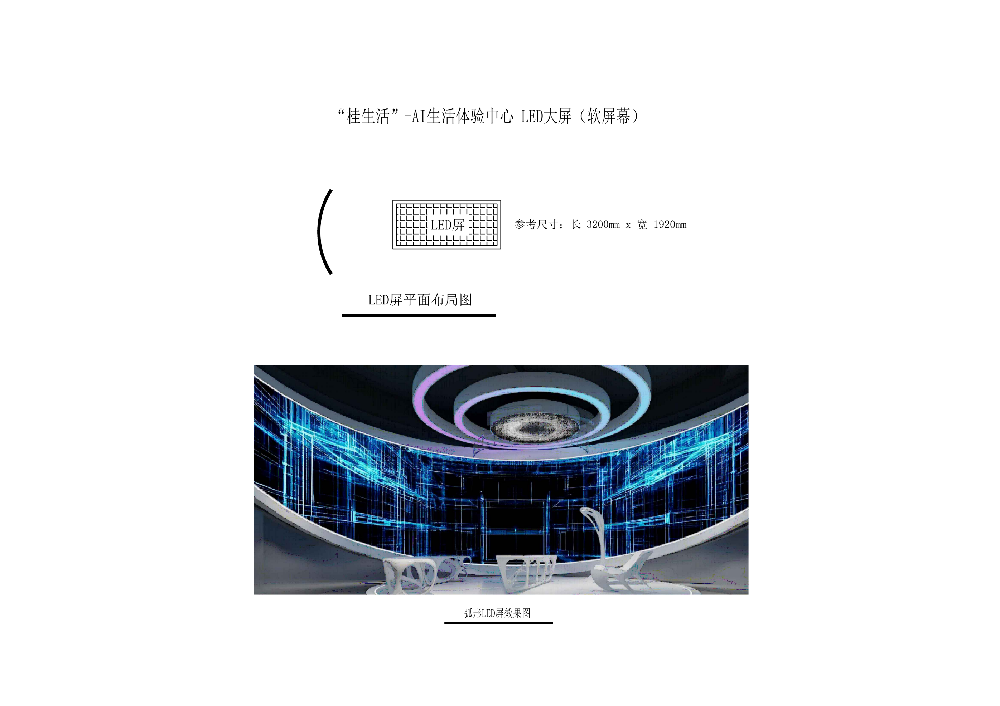 “桂生活”-AI生活体验中心 LED大屏（软屏幕）
LED屏
参考尺寸：长 3200mm x 宽 1920mm
LED屏平面布局图
弧形LED屏效果图